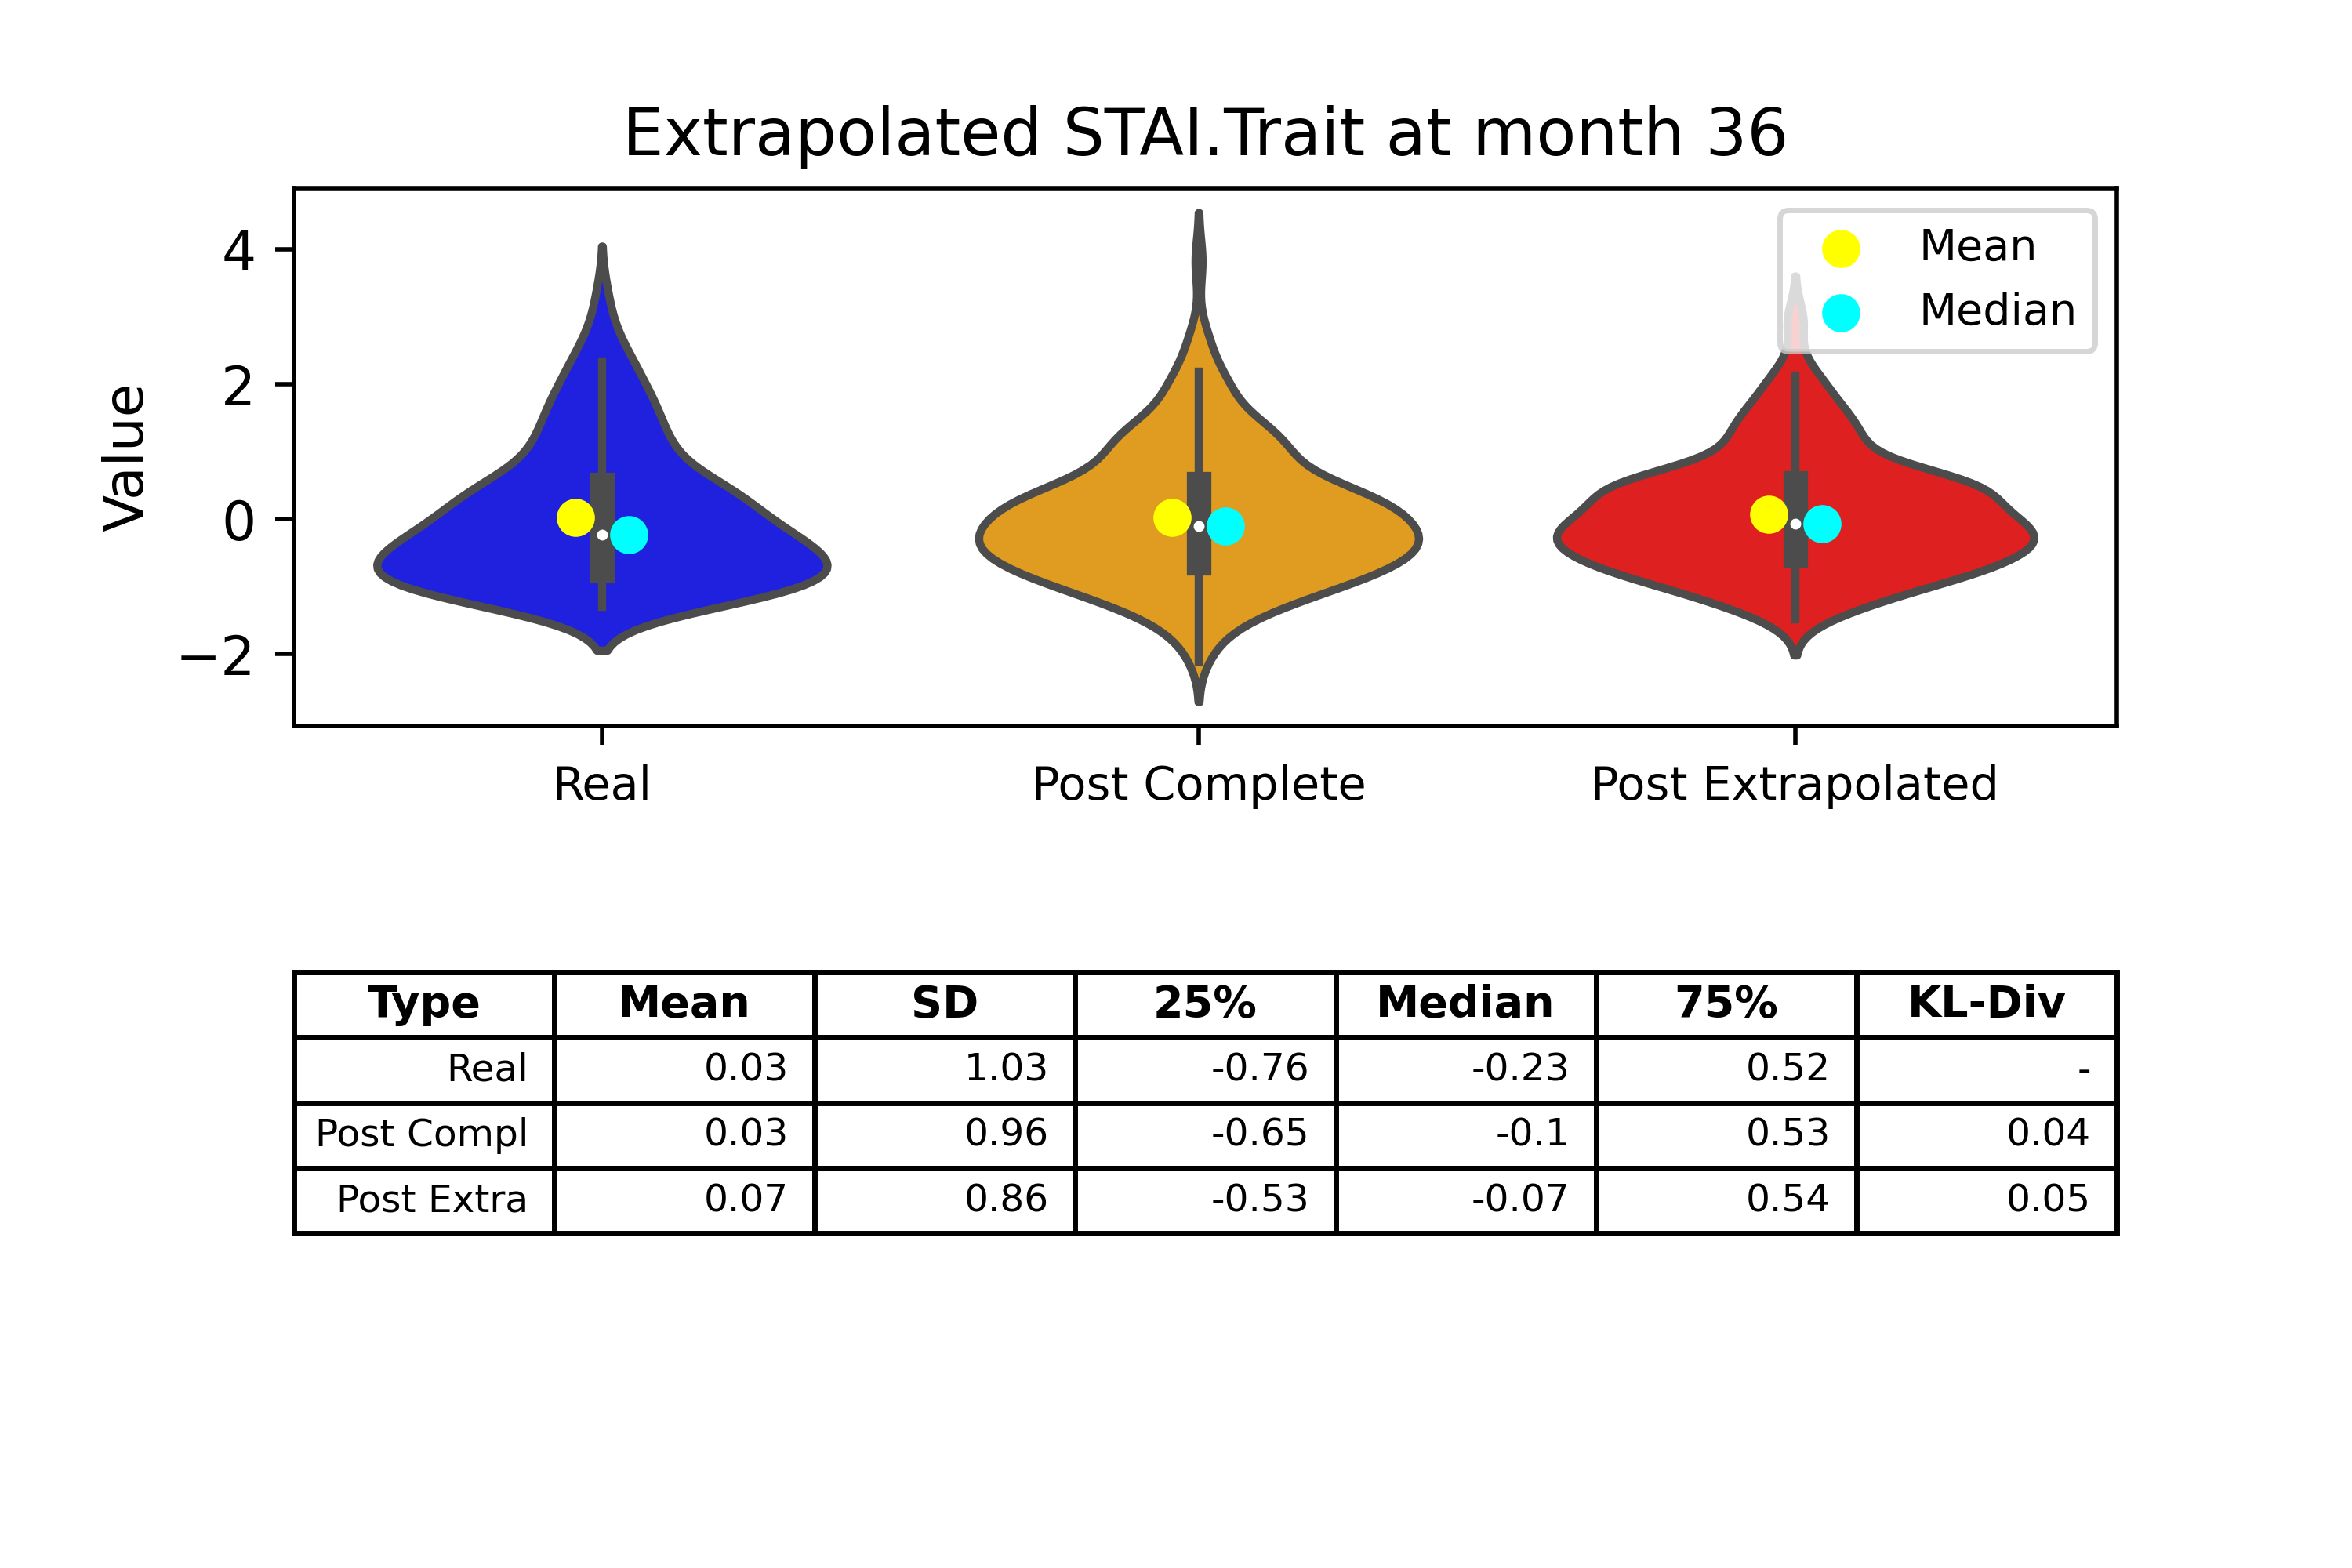 Extrapolated STAI.Trait at month 36
Value
4
2
0
−2
Mean
Median
Real Post Complete Post Extrapolated
Type Mean SD 25% Median 75% KL-Div
Real 0.03 1.03 -0.76 -0.23 0.52 -
Post Compl 0.03 0.96 -0.65 -0.1 0.53 0.04
Post Extra 0.07 0.86 -0.53 -0.07 0.54 0.05